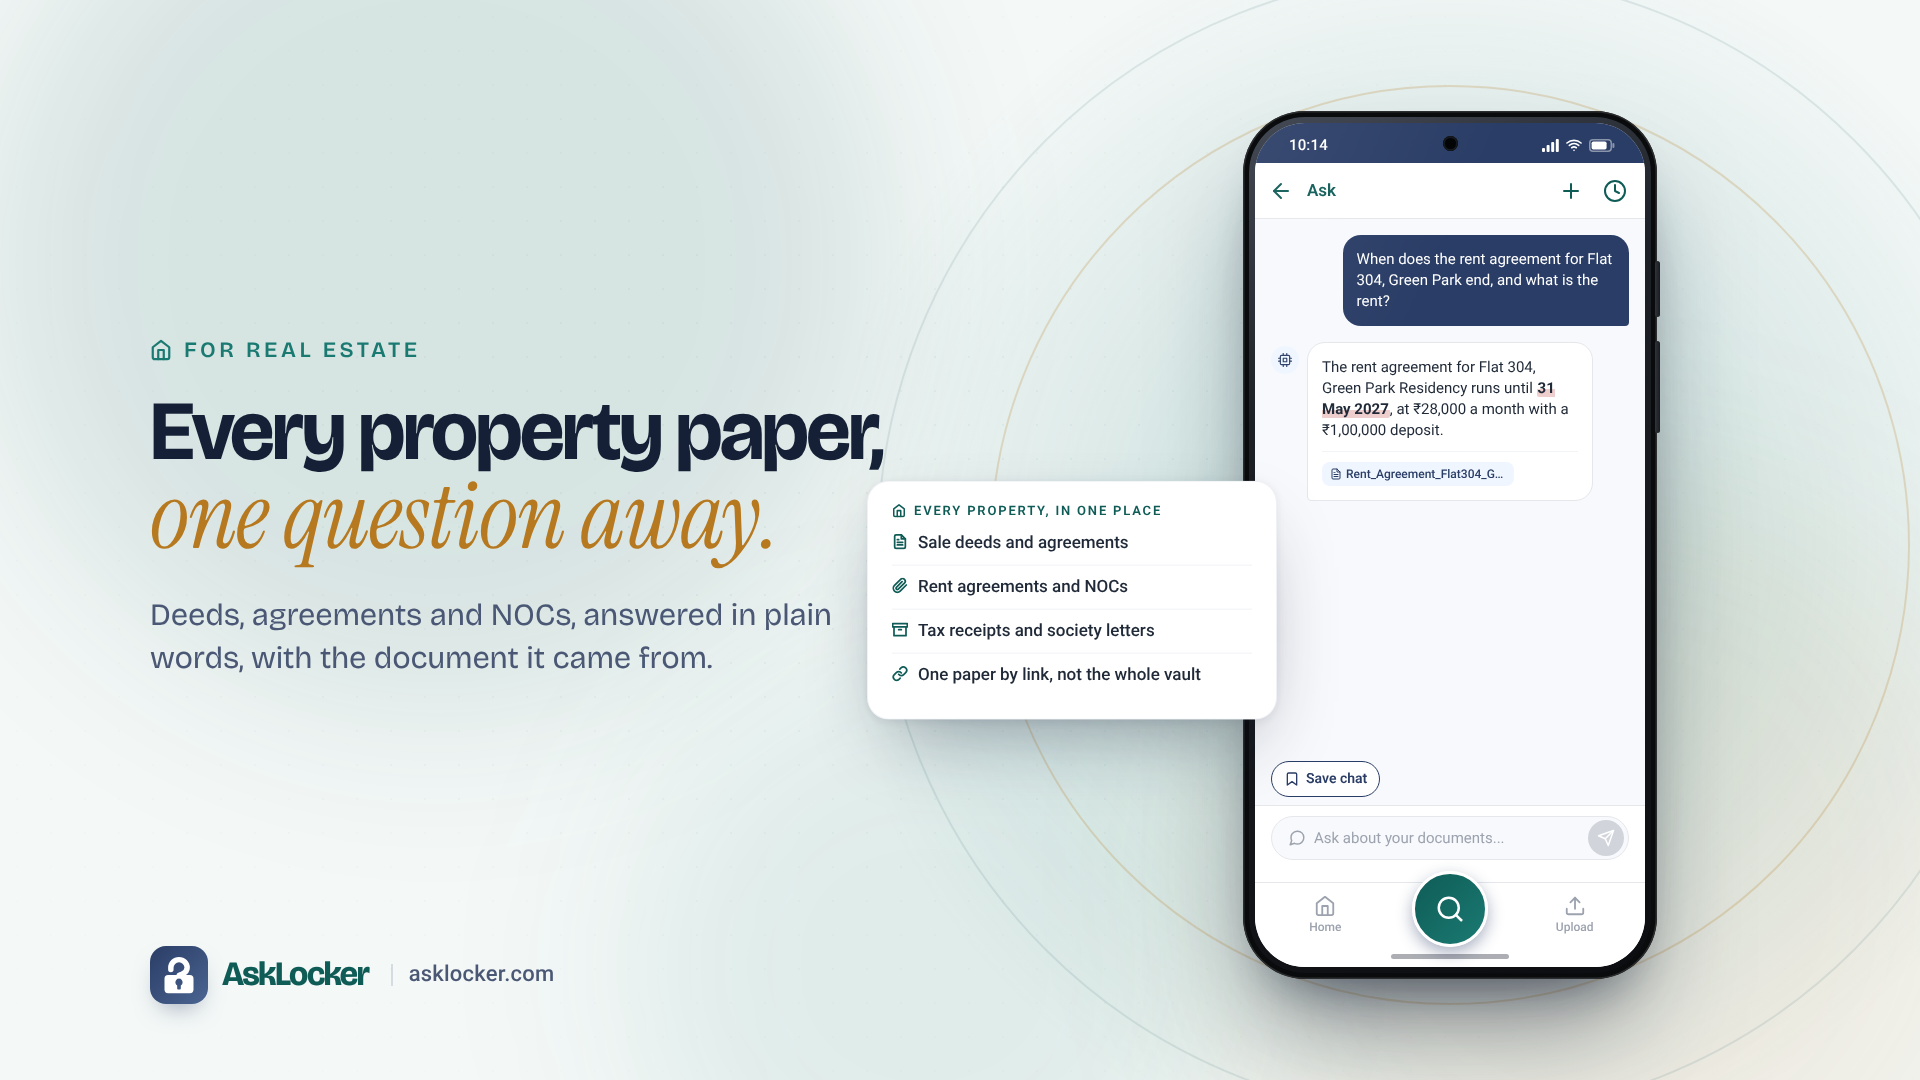 FOR REAL ESTATE
Every property paper,
one question away.
Deeds, agreements and NOCs, answered in plain
words, with the document it came from.
AskLocker
asklocker.com
EVERY PROPERTY, IN ONE PLACE
Sale deeds and agreements
Rent agreements and NOCs
Tax receipts and society letters
One paper by link, not the whole vault
10:14
Ask
When does the rent agreement for Flat
304, Green Park end, and what is the
rent?
The rent agreement for Flat 304,
Green Park Residency runs until 31
May 2027, at ₹28,000 a month with a
₹1,00,000 deposit.
Rent_Agreement_Flat304_G...
Save chat
Ask about your documents...
Home
Upload